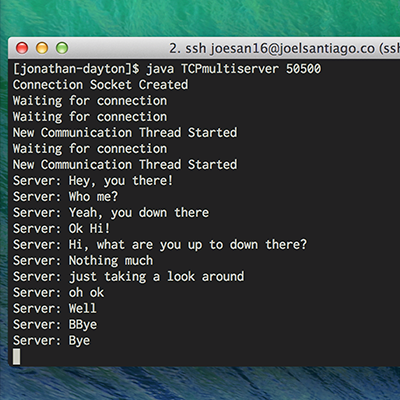 2. ssh joesan16@joelsantiago.co (ssh
[jonathan-dayton]$ java TCPmultiserver 50500
Connection Socket Created
Waiting for connection
Waiting for connection
New Communication Thread Started
Waiting for connection
New Communication Thread Started
Server: Hey, you there!
Server: Who me?
Server: Yeah, you down there
Server: Ok Hi!
Server: Hi, what are you up to down there?
Server: Nothing much
Server: just taking a look around
Server: oh ok
Server: Well
Server: BBye
Server: Bye